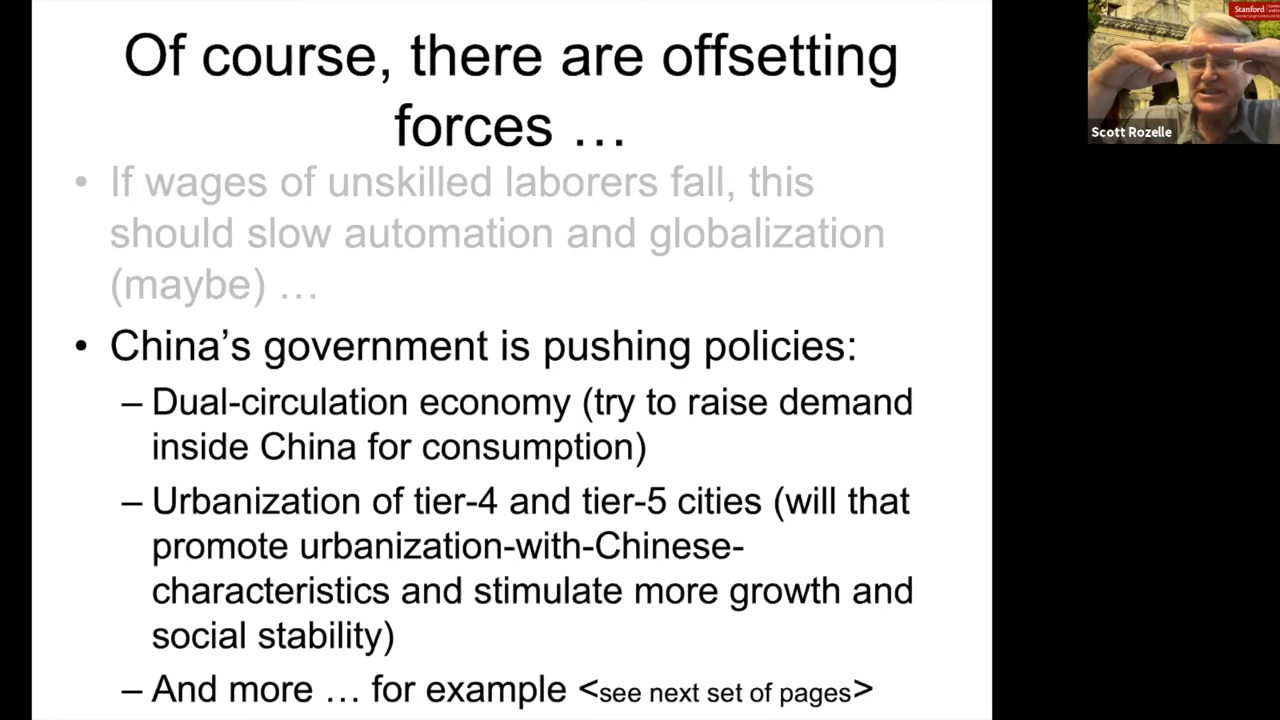 Of course, there are offsetting
forces …
• If wages of unskilled laborers fall, this
should slow automation and globalization
(maybe) …
• China’s government is pushing policies:
– Dual-circulation economy (try to raise demand
inside China for consumption)
– Urbanization of tier-4 and tier-5 cities (will that
promote urbanization-with-Chinese-
characteristics and stimulate more growth and
social stability)
– And more … for example <see next set of pages>
Stanford
Scott Rozelle